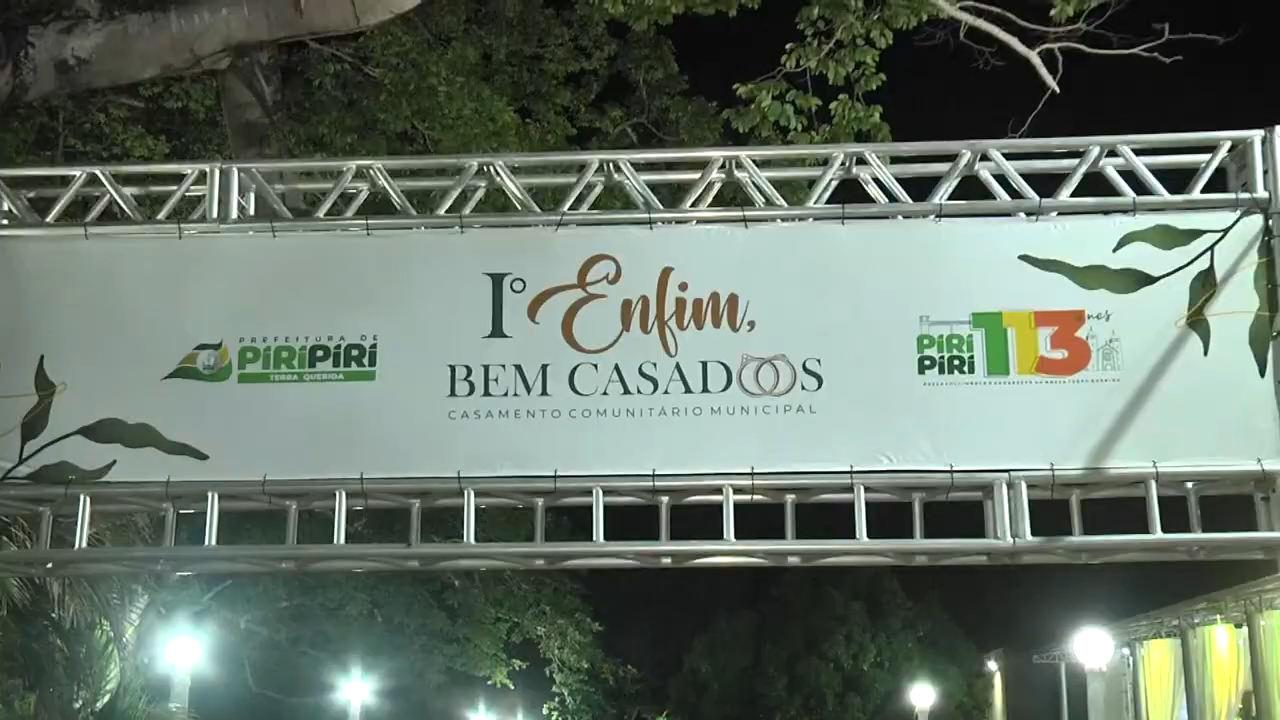 1º Enfim,
BEM CASADOS
CASAMENTO COMUNITÁRIO MUNICIPAL
PREFEITURA DE
PIRIPIRI
TERRA QUERIDA
PIRI
PIRI
113
anos